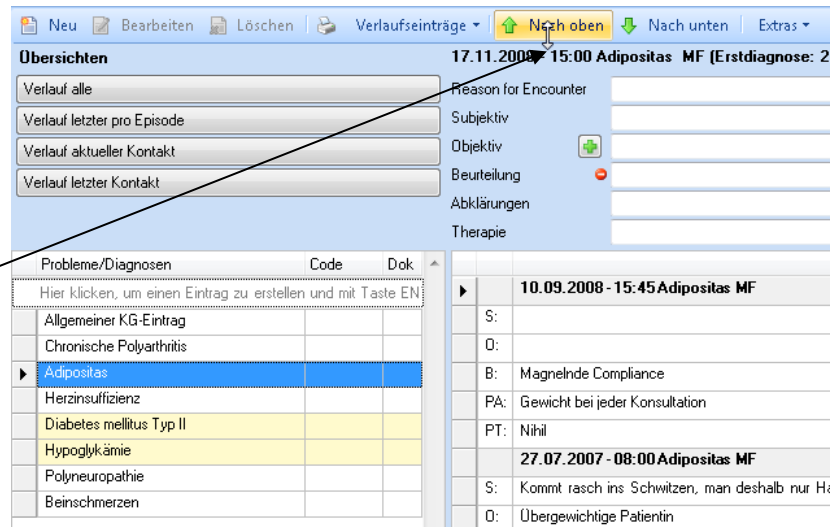 Neu Bearbeiten Löschen Verlaufseinträge Nach oben Nach unten Extras
Übersichten
Verlauf alle
Verlauf letzter pro Episode
Verlauf aktueller Kontakt
Verlauf letzter Kontakt
17.11.2008 - 15:00 Adipositas MF (Erstdiagnose: 2
Reason for Encounter
Subjektiv
Objektiv
Beurteilung
Abklärungen
Therapie
Probleme/Diagnosen Code Dok
Hier klicken, um einen Eintrag zu erstellen und mit Taste EN
Allgemeiner KG-Eintrag
Chronische Polyarthritis
Adipositas
Herzinsuffizienz
Diabetes mellitus Typ II
Hypoglykämie
Polyneuropathie
Beinschmerzen
10.09.2008 - 15:45 Adipositas MF
S:
O:
B: Magnelnde Compliance
PA: Gewicht bei jeder Konsultation
PT: Nihil
27.07.2007 - 08:00 Adipositas MF
S: Kommt rasch ins Schwitzen, man deshalb nur Ha
O: Übergewichtige Patientin